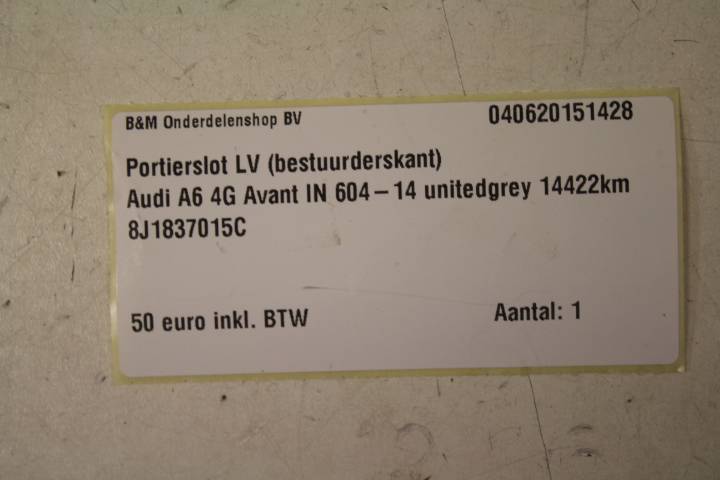 B&M Onderdelenshop BV 040620151428
Portierslot LV (bestuurderskant)
Audi A6 4G Avant IN 604-14 unitedgrey 14422km
8J1837015C
50 euro inkl. BTW Aantal: 1